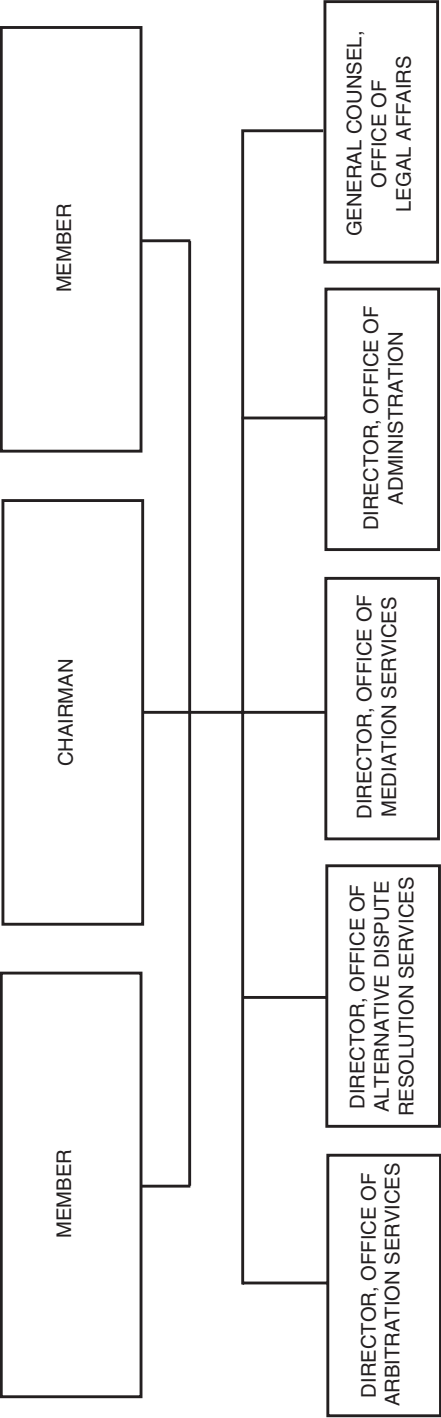 MEMBER
CHAIRMAN
MEMBER
DIRECTOR, OFFICE OF
ARBITRATION SERVICES
DIRECTOR, OFFICE OF
ALTERNATIVE DISPUTE
RESOLUTION SERVICES
DIRECTOR, OFFICE OF
MEDIATION SERVICES
DIRECTOR, OFFICE OF
ADMINISTRATION
GENERAL COUNSEL,
OFFICE OF
LEGAL AFFAIRS